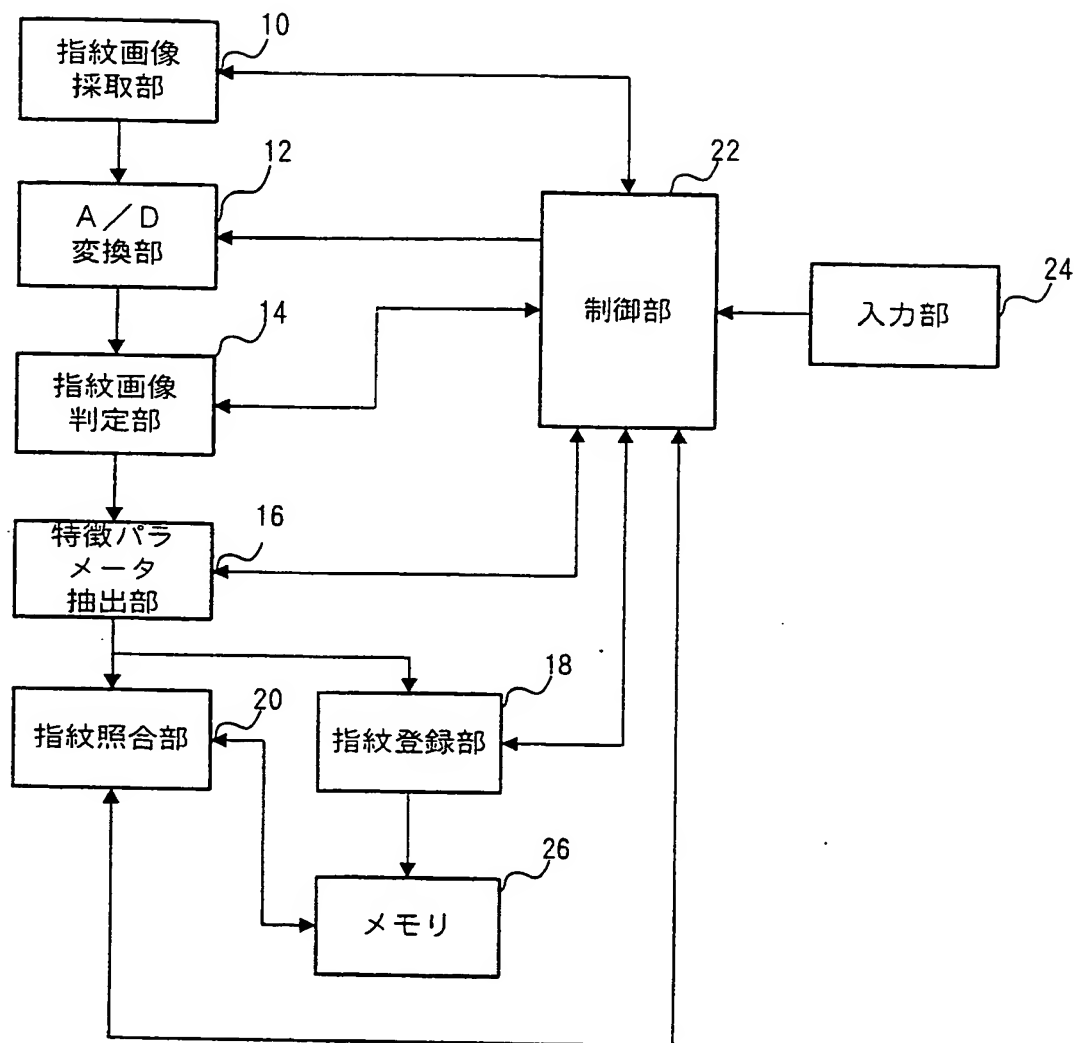 10
指紋画像
採取部
12
A/D
変換部
22
制御部
24
入力部
14
指紋画像
判定部
16
特徴パラ
メータ
抽出部
20
指紋照合部
18
指紋登録部
26
メモリ